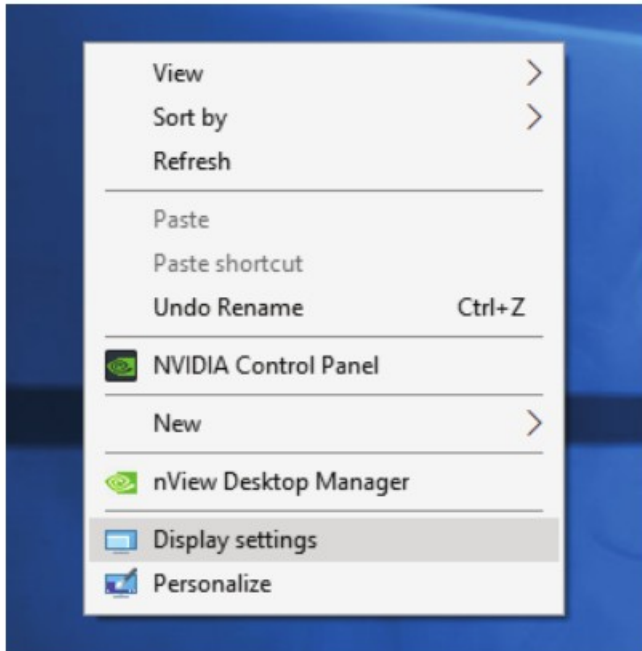 View
Sort by
Refresh
Paste
Paste shortcut
Undo Rename Ctrl+Z
NVIDIA Control Panel
New
nView Desktop Manager
Display settings
Personalize